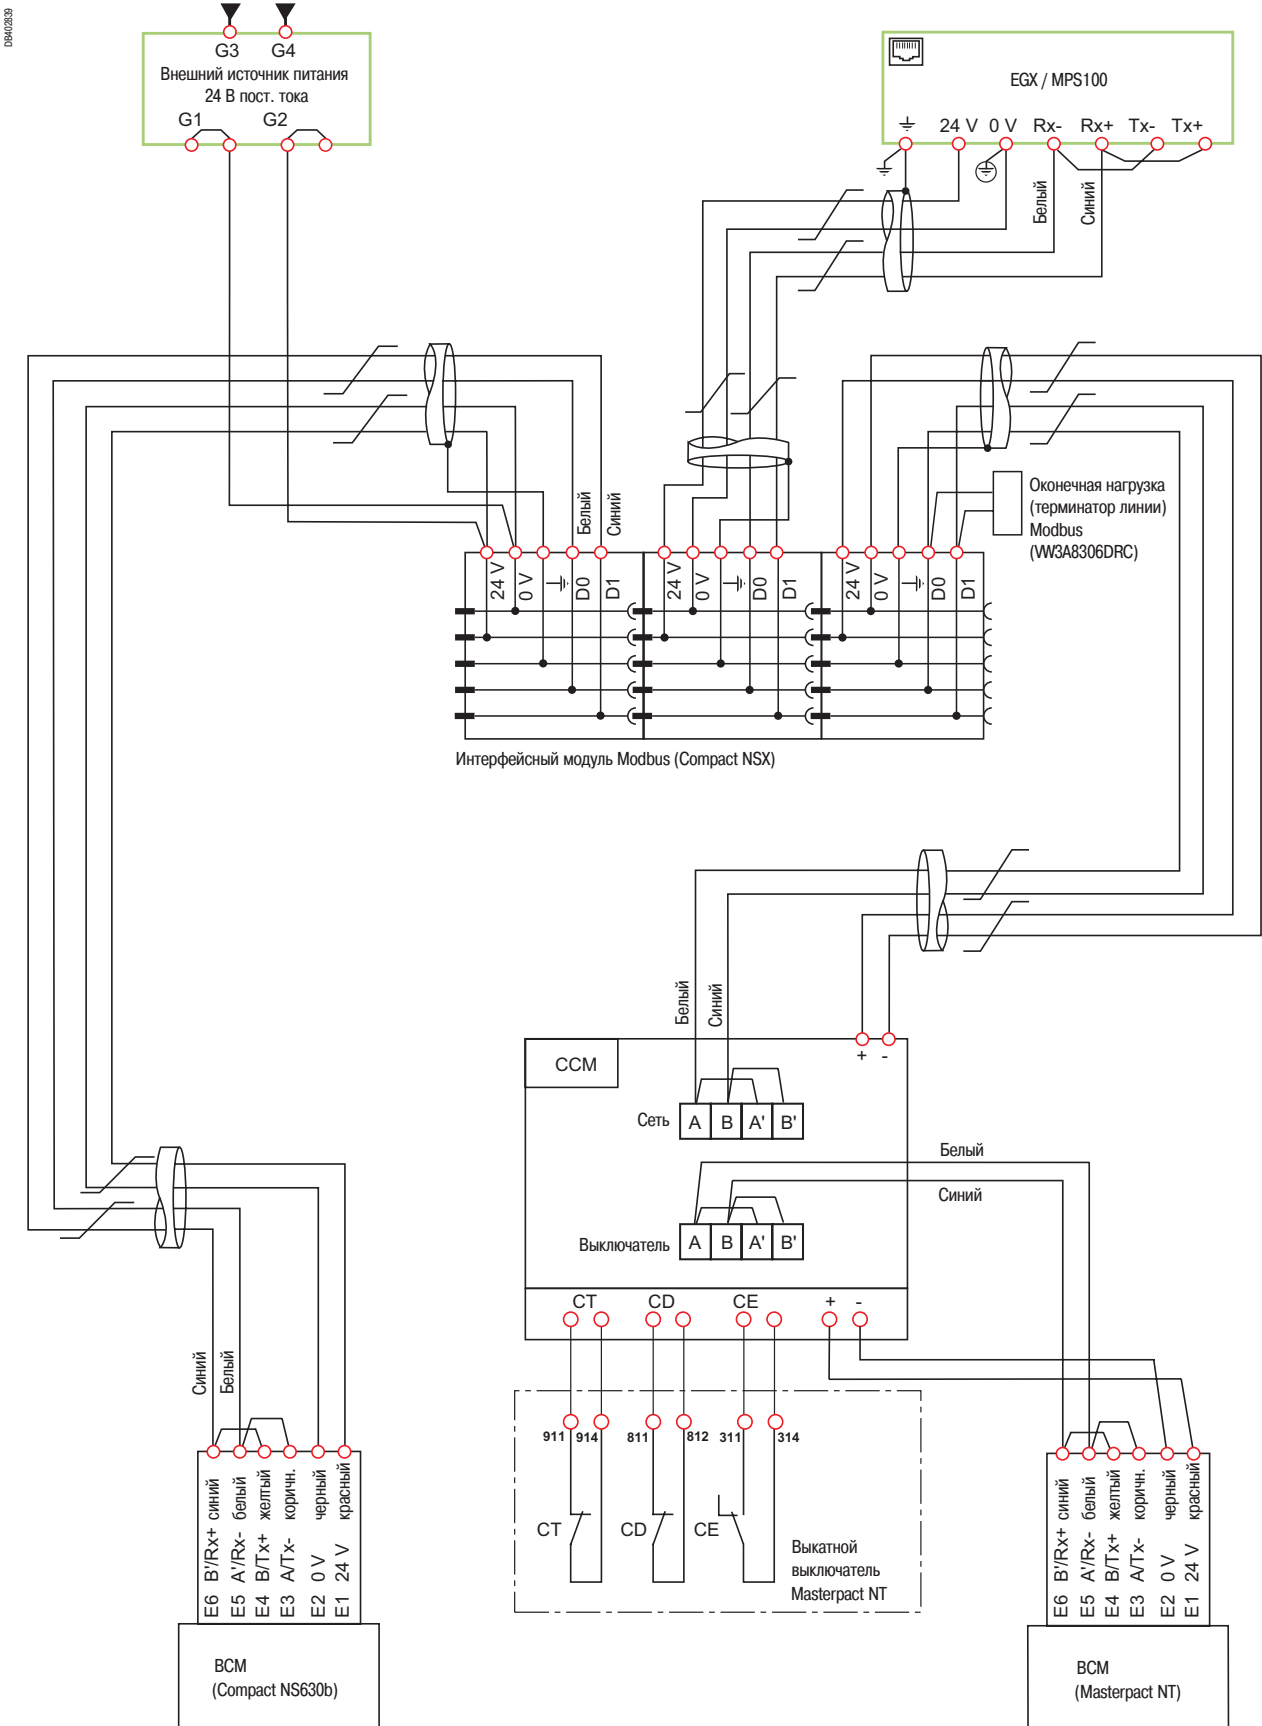 DB402839
G3 G4
Внешний источник питания
24 В пост. тока
G1 G2
EGX / MPS100
24 V 0 V Rx- Rx+ Tx- Tx+
Белый
Синий
Белый
Синий
Оконечная нагрузка
(терминатор линии)
Modbus
(VW3A8306DRC)
24 V 0 V D0 D1
24 V 0 V D0 D1
24 V 0 V D0 D1
Интерфейсный модуль Modbus (Compact NSX)
Белый
Синий
CCM
+ -
Сеть
A B A' B'
Белый
Синий
Выключатель
A B A' B'
CT CD CE + -
911 914 811 812 311 314
CT CD CE
Выкатной
выключатель
Masterpact NT
Синий
Белый
E6 B'/Rx+ синий
E5 A'/Rx- белый
E4 B/Tx+ желтый
E3 A/Tx- коричн.
E2 0 V черный
E1 24 V красный
BCM
(Compact NS630b)
E6 B'/Rx+ синий
E5 A'/Rx- белый
E4 B/Tx+ желтый
E3 A/Tx- коричн.
E2 0 V черный
E1 24 V красный
BCM
(Masterpact NT)